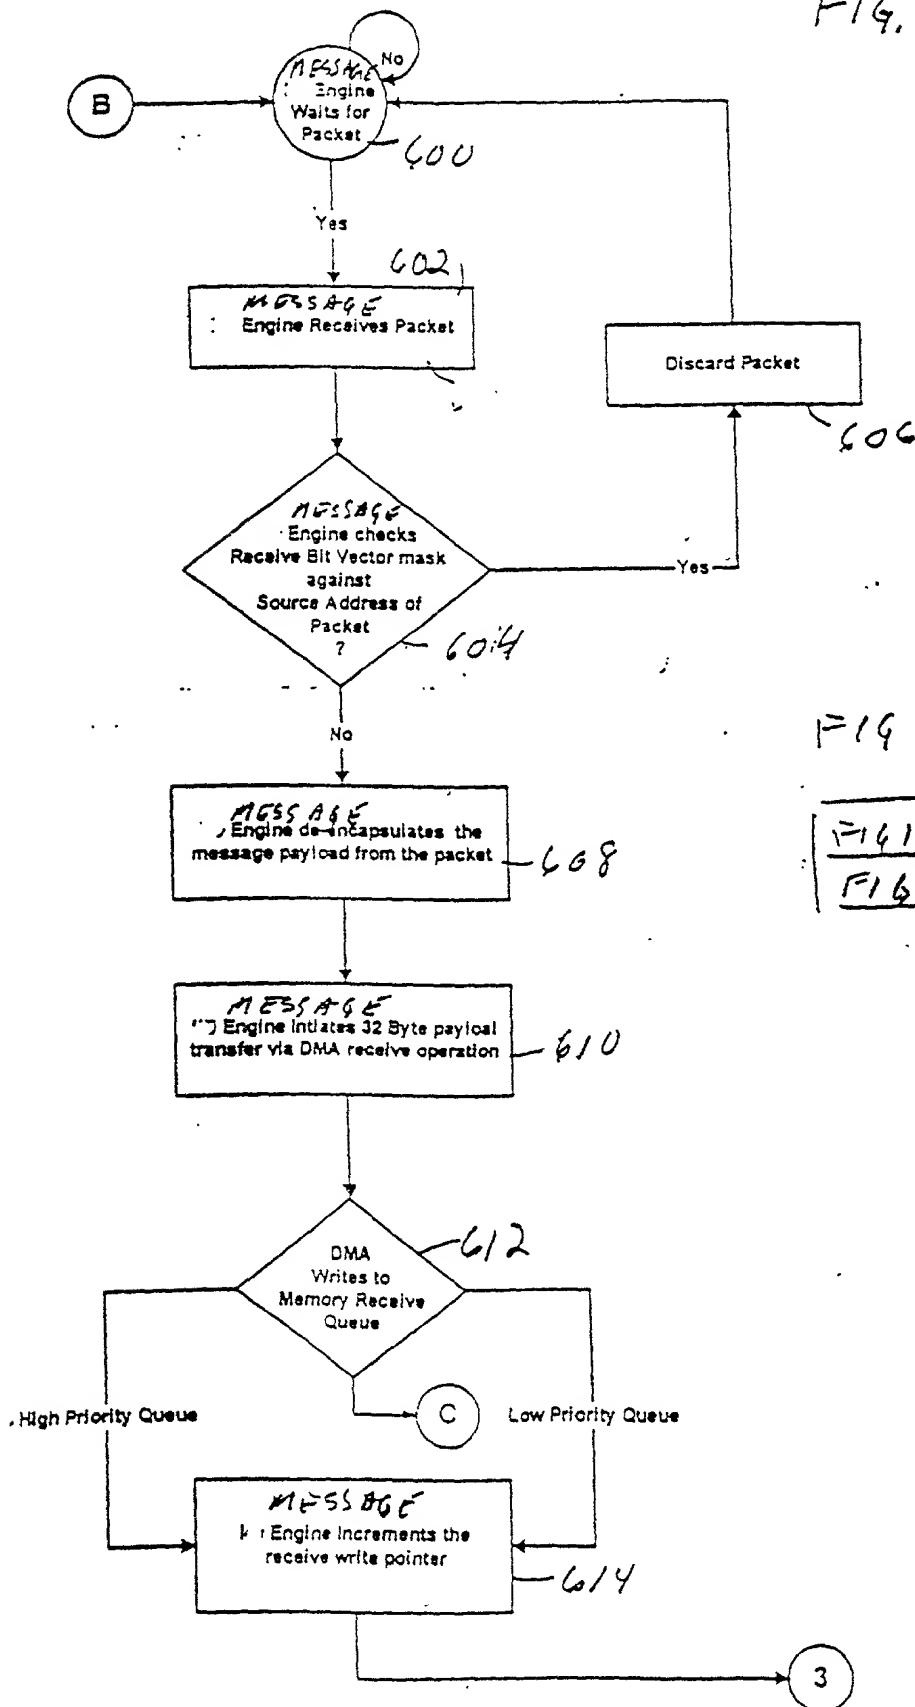 FIG.
B
No
MESSAGE
Engine
Waits for
Packet
600
Yes
602
MESSAGE
Engine Receives Packet
Discard Packet
606
MESSAGE
Engine checks
Receive Bit Vector mask
against
Source Address of
Packet
?
604
Yes
No
FIG
FIG1
FIG
MESSAGE
Engine de-encapsulates the
message payload from the packet
608
MESSAGE
Engine Intiates 32 Byte payloal
transfer via DMA receive operation
610
DMA
Writes to
Memory Receive
Queue
612
High Priority Queue
C
Low Priority Queue
MESSAGE
Engine Increments the
receive write pointer
614
3